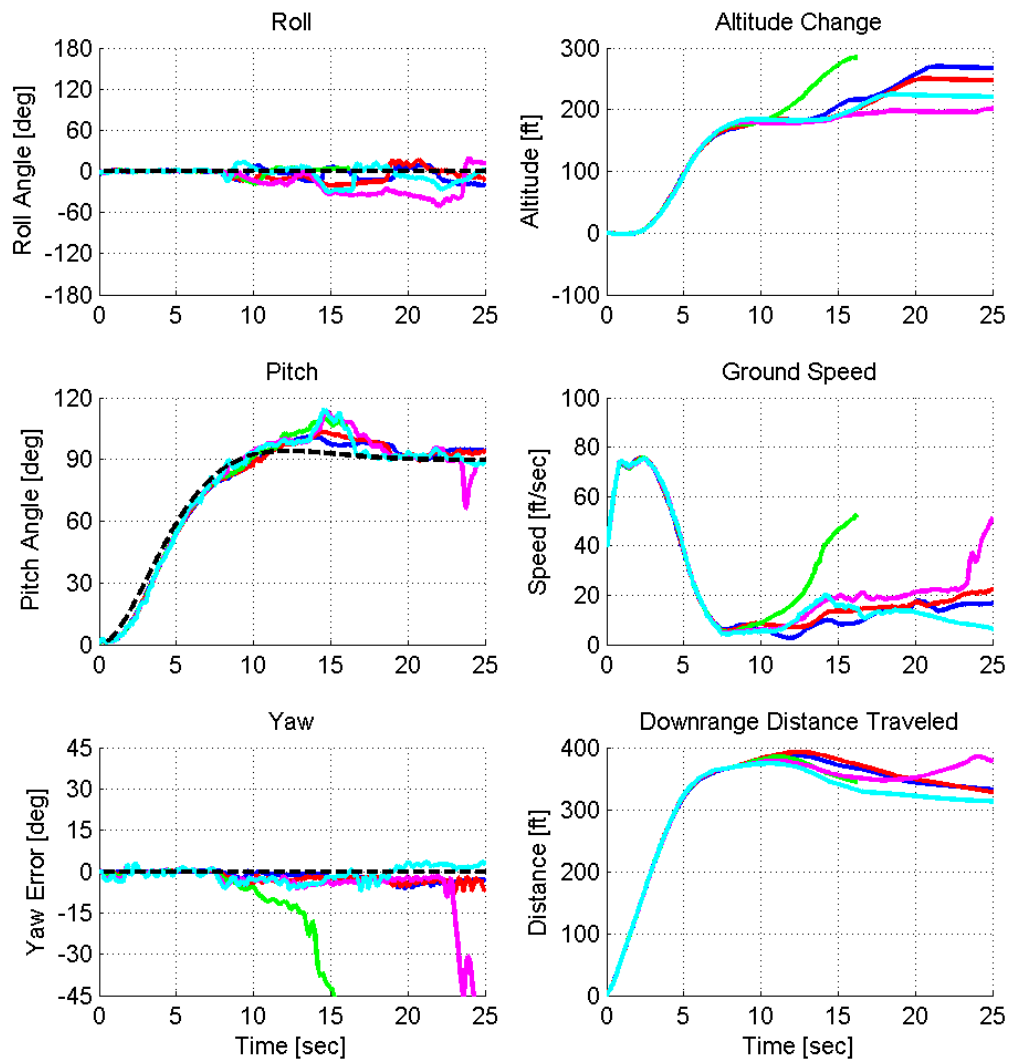 Roll
180
120
60
0
-60
-120
-180
Roll Angle [deg]
0 5 10 15 20 25
Altitude Change
300
200
100
0
-100
Altitude [ft]
0 5 10 15 20 25
Pitch
120
90
60
30
0
Pitch Angle [deg]
0 5 10 15 20 25
Ground Speed
100
80
60
40
20
0
Speed [ft/sec]
0 5 10 15 20 25
Yaw
45
30
15
0
-15
-30
-45
Yaw Error [deg]
0 5 10 15 20 25
Time [sec]
Downrange Distance Traveled
400
300
200
100
0
Distance [ft]
0 5 10 15 20 25
Time [sec]